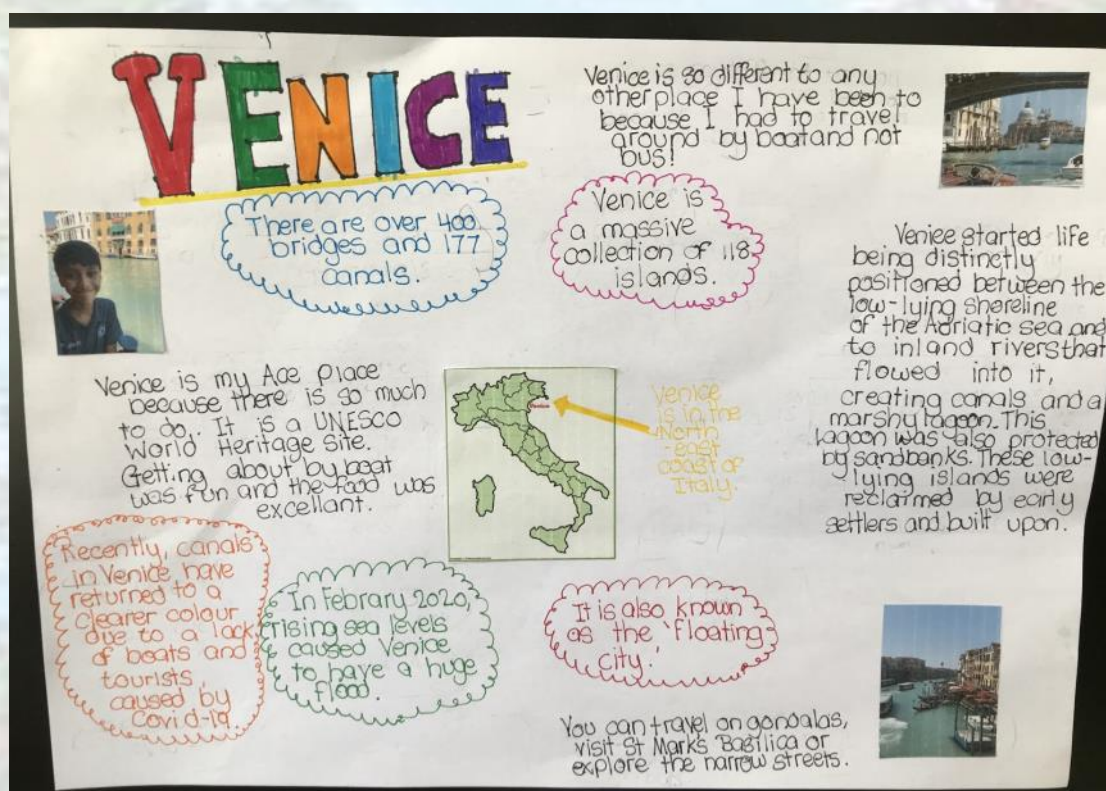 VENICE
Venice is so different to any
other place I have been to
because I had to travel
around by boat and not
bus!
There are over 400
bridges and 177
canals.
Venice is
a massive
collection of 118
islands.
Venice started life
being distinctly
positioned between the
low-lying shoreline
of the Adriatic sea and
to inland rivers that
flowed into it,
creating canals and a
marshy lagoon. This
lagoon was also protected
by sandbanks. These low-
lying islands were
reclaimed by early
settlers and built upon.
Venice is my Ace Place
because there is so much
to do. It is a UNESCO
World Heritage Site.
Getting about by boat
was fun and the food was
excellent.
Venice
is in the
North
-east
coast of
Italy.
Recently, canals
in Venice have
returned to a
clearer colour
due to a lack
of boats and
tourists,
caused by
Covid-19
In Febrary 2020,
rising sea levels
caused Venice
to have a huge
flood.
It is also known
as the 'floating
city.'
You can travel on gondalas,
visit St Mark's Basilica or
explore the narrow streets.